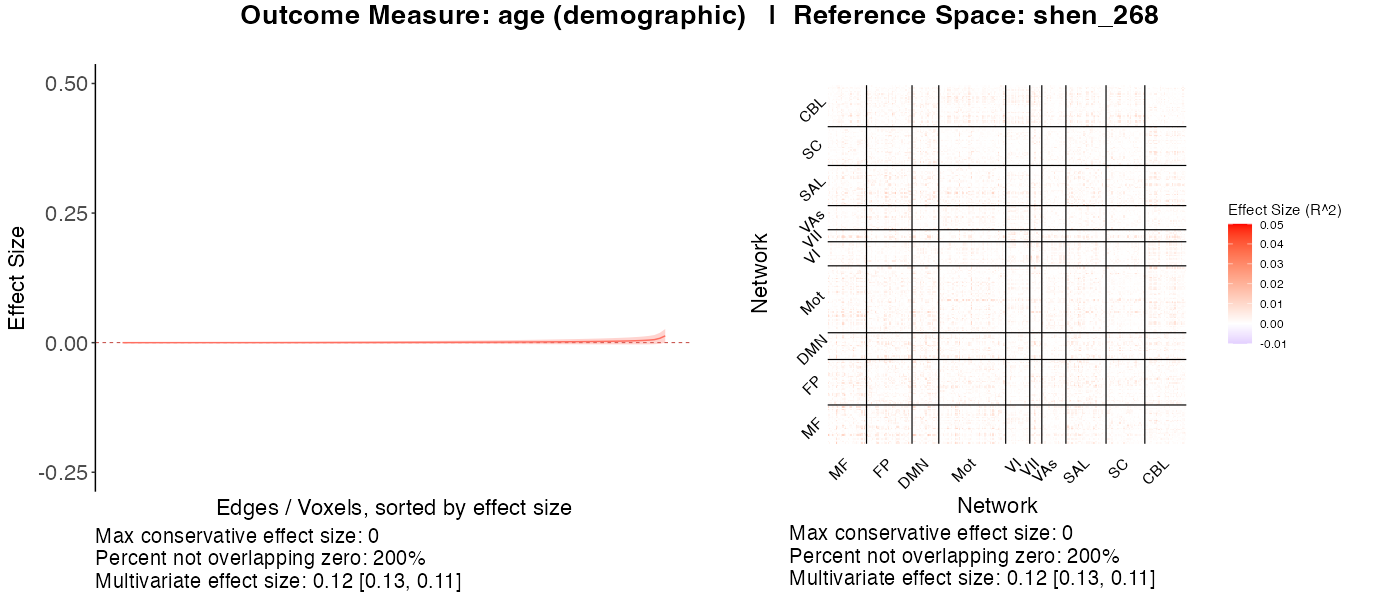 Outcome Measure: age (demographic) | Reference Space: shen_268
0.50
0.25
0.00
-0.25
Effect Size
Edges / Voxels, sorted by effect size
Max conservative effect size: 0
Percent not overlapping zero: 200%
Multivariate effect size: 0.12 [0.13, 0.11]
Network
CBL
SC
SAL
VAs
VII
VI
Mot
DMN
FP
MF
MF
FP
DMN
Mot
VI
VII
VAs
SAL
SC
CBL
Network
Max conservative effect size: 0
Percent not overlapping zero: 200%
Multivariate effect size: 0.12 [0.13, 0.11]
Effect Size (R^2)
0.05
0.04
0.03
0.02
0.01
0.00
-0.01